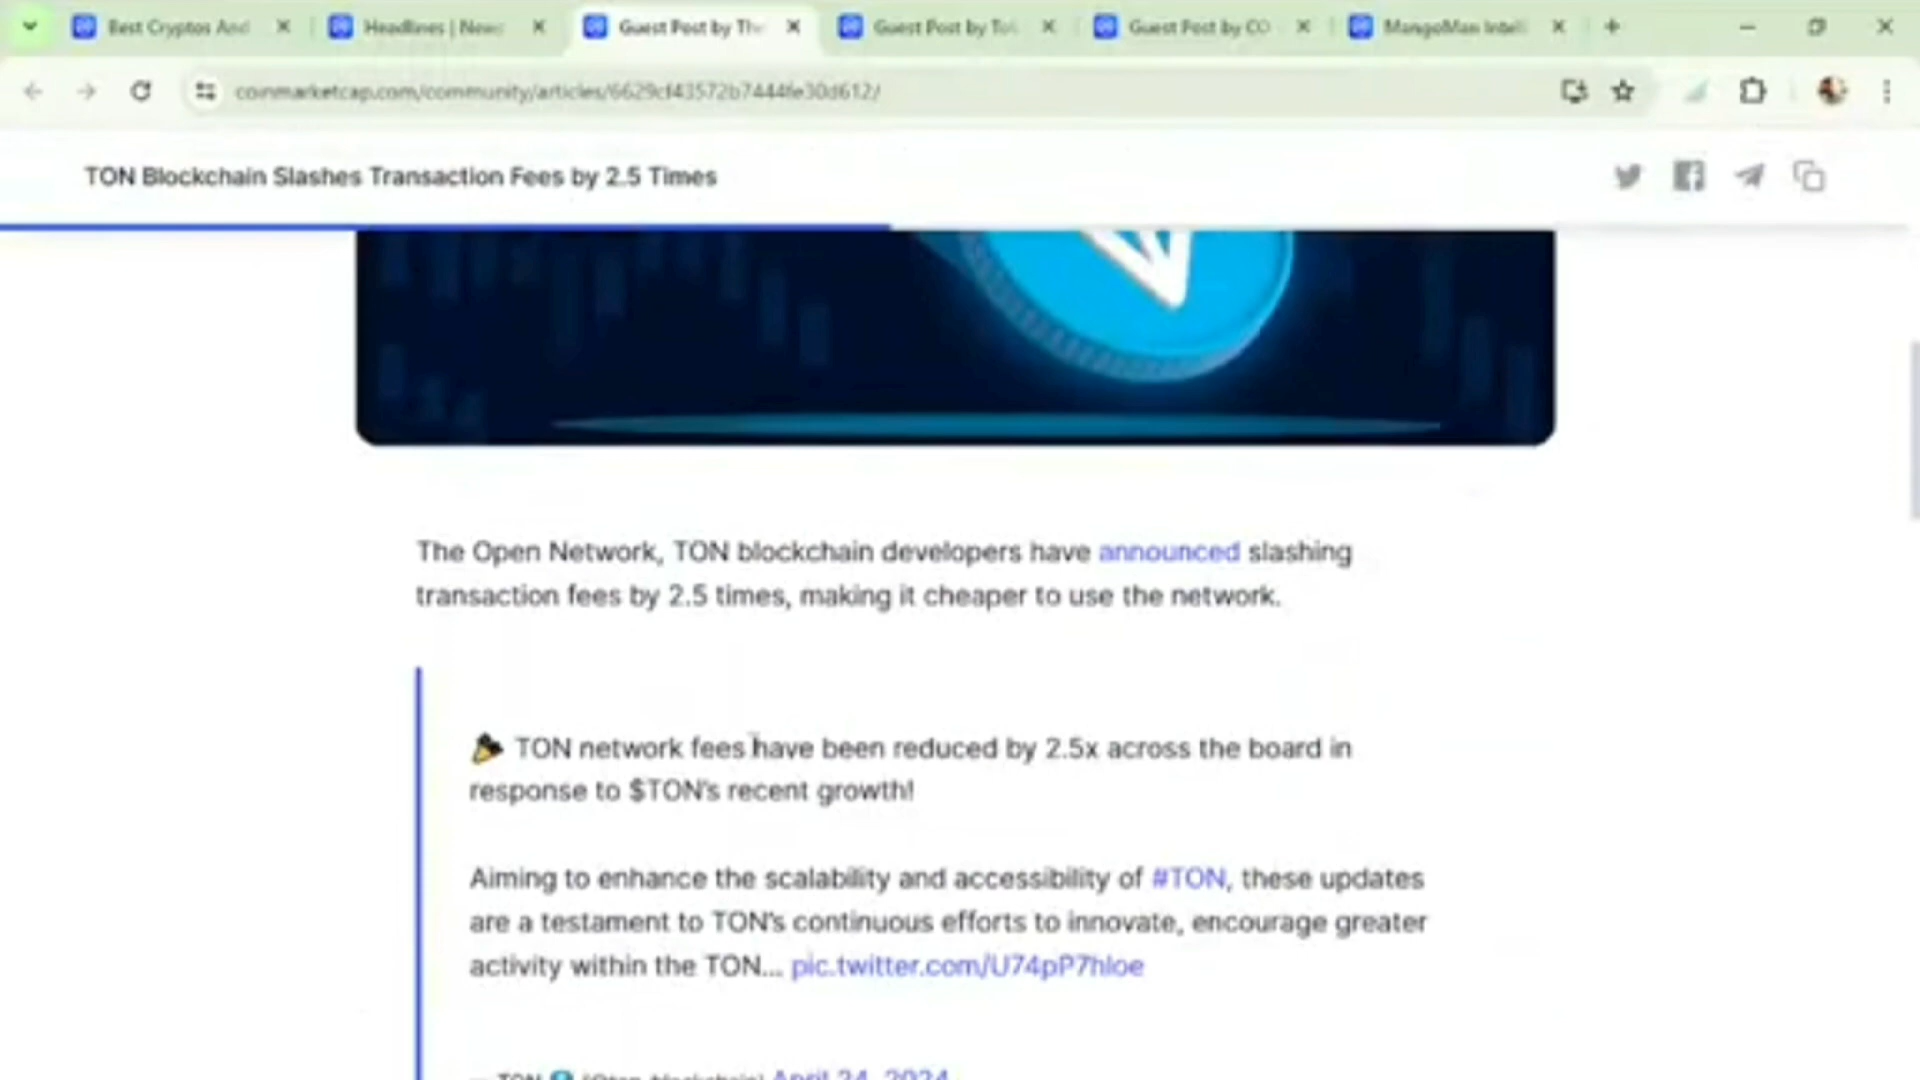 Best Cryptos And
Headlines | News
Guest Post by The
Guest Post by
Guest Post by CO
MangoMan Intelli
coinmarketcap.com/community/articles/6629cf43572b7444fe30d612/
TON Blockchain Slashes Transaction Fees by 2.5 Times
The Open Network, TON blockchain developers have announced slashing
transaction fees by 2.5 times, making it cheaper to use the network.
🎉 TON network fees have been reduced by 2.5x across the board in
response to $TON's recent growth!
Aiming to enhance the scalability and accessibility of #TON, these updates
are a testament to TON's continuous efforts to innovate, encourage greater
activity within the TON... pic.twitter.com/U74pP7hloe
— TON 💎 (@ton_blockchain) April 24, 2024